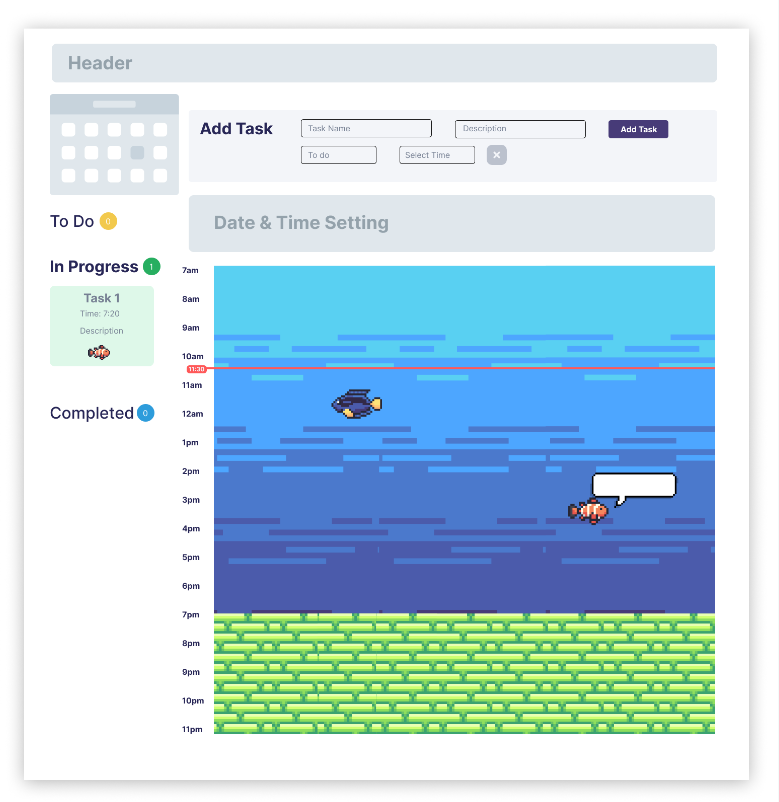 Header
Add Task
Task Name
Description
Add Task
To do
Select Time
To Do 0
Date & Time Setting
In Progress 1
Task 1
Time: 7:20
Description
Completed 0
7am
8am
9am
10am
11:30
11am
12am
1pm
2pm
3pm
4pm
5pm
6pm
7pm
8pm
9pm
10pm
11pm